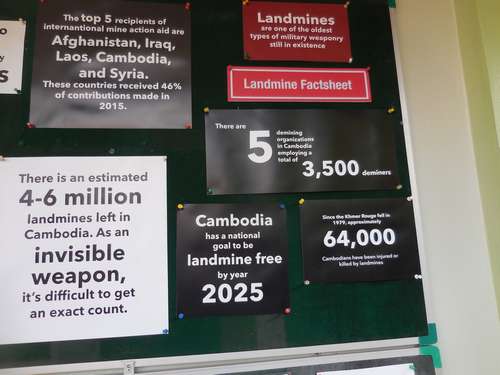 The top 5 recipients of
internantional mine action aid are
Afghanistan, Iraq,
Laos, Cambodia,
and Syria.
These countries received 46%
of contributions made in
2015.
Landmines
are one of the oldest
types of military weaponry
still in existence
Landmine Factsheet
There are
5
demining
organizations
in Cambodia
employing a
total of
3,500 deminers
There is an estimated
4-6 million
landmines left in
Cambodia. As an
invisible
weapon,
it's difficult to get
an exact count.
Cambodia
has a national
goal to be
landmine free
by year
2025
Since the Khmer Rouge fell in
1979, approximately
64,000
Cambodians have been injured or
killed by landmines